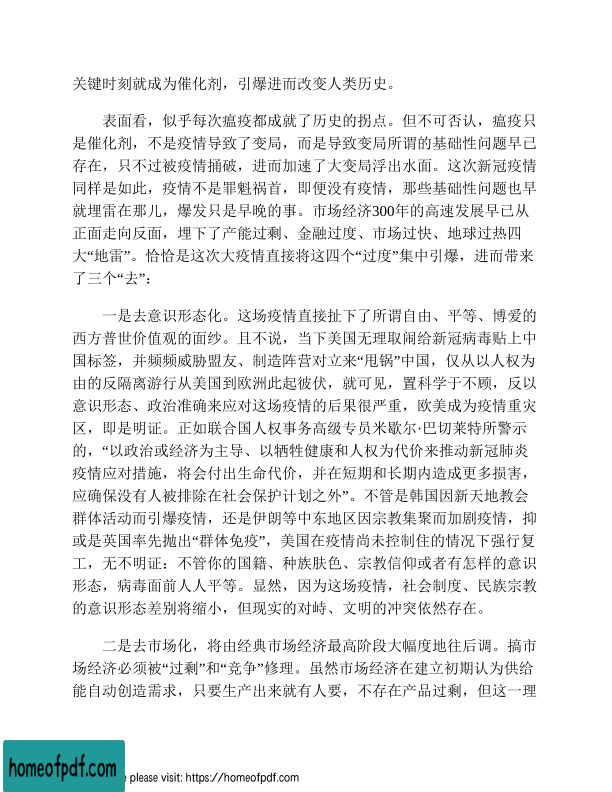 关键时刻就成为催化剂，引爆进而改变人类历史。
表面看，似乎每次瘟疫都成就了历史的拐点。但不可否认，瘟疫只
是催化剂，不是疫情导致了变局，而是导致变局所谓的基础性问题早已
存在，只不过被疫情捅破，进而加速了大变局浮出水面。这次新冠疫情
同样是如此，疫情不是罪魁祸首，即便没有疫情，那些基础性问题也早
就埋雷在那儿，爆发只是早晚的事。市场经济300年的高速发展早已从
正面走向反面，埋下了产能过剩、金融过度、市场过快、地球过热四
大“地雷”。恰恰是这次大疫情直接将这四个“过度”集中引爆，进而带来
了三个“去”：
一是去意识形态化。这场疫情直接扯下了所谓自由、平等、博爱的
西方普世价值观的面纱。且不说，当下美国无理取闹给新冠病毒贴上中
国标签，并频频威胁盟友、制造阵营对立来“甩锅”中国，仅从以人权为
由的反隔离游行从美国到欧洲此起彼伏，就可见，置科学于不顾，反以
意识形态、政治准确来应对这场疫情的后果很严重，欧美成为疫情重灾
区，即是明证。正如联合国人权事务高级专员米歇尔·巴切莱特所警示
的，“以政治或经济为主导、以牺牲健康和人权为代价来推动新冠肺炎
疫情应对措施，将会付出生命代价，并在短期和长期内造成更多损害，
应确保没有人被排除在社会保护计划之外”。不管是韩国因新天地教会
群体活动而引爆疫情，还是伊朗等中东地区因宗教集聚而加剧疫情，抑
或是英国率先抛出“群体免疫”，美国在疫情尚未控制住的情况下强行复
工，无不明证：不管你的国籍、种族肤色、宗教信仰或者有怎样的意识
形态，病毒面前人人平等。显然，因为这场疫情，社会制度、民族宗教
的意识形态差别将缩小，但现实的对峙、文明的冲突依然存在。
二是去市场化，将由经典市场经济最高阶段大幅度地往后调。搞市
场经济必须被“过剩”和“竞争”修理。虽然市场经济在建立初期认为供给
能自动创造需求，只要生产出来就有人要，不存在产品过剩，但这一理
homeofpdf.com
e please visit: https://homeofpdf.com